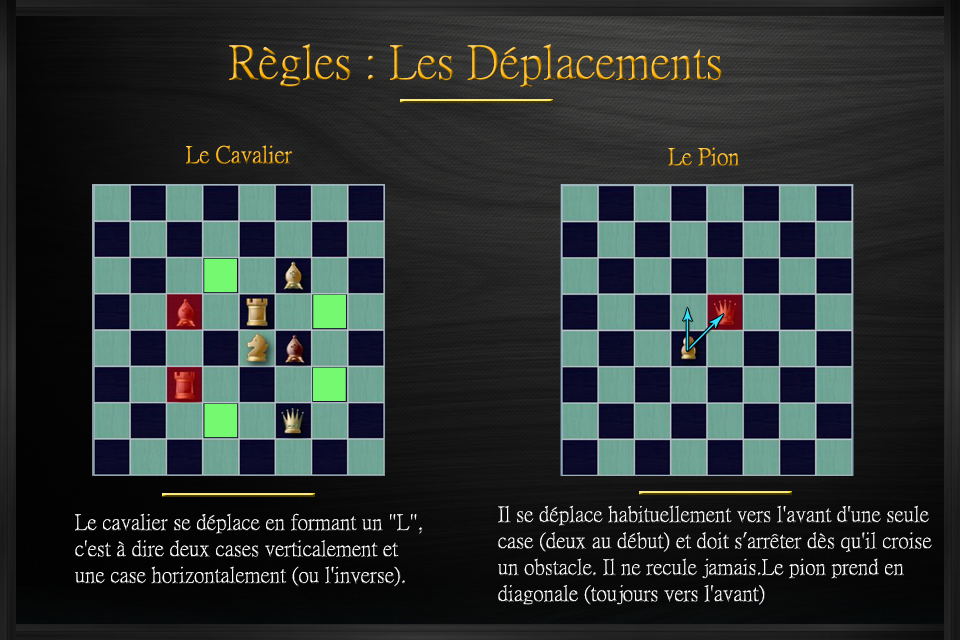 Règles : Les Déplacements
Le Cavalier
Le cavalier se déplace en formant un "L",
c'est à dire deux cases verticalement et
une case horizontalement (ou l'inverse).
Le Pion
Il se déplace habituellement vers l'avant d'une seule
case (deux au début) et doit s’arrêter dès qu'il croise
un obstacle. Il ne recule jamais.Le pion prend en
diagonale (toujours vers l'avant)